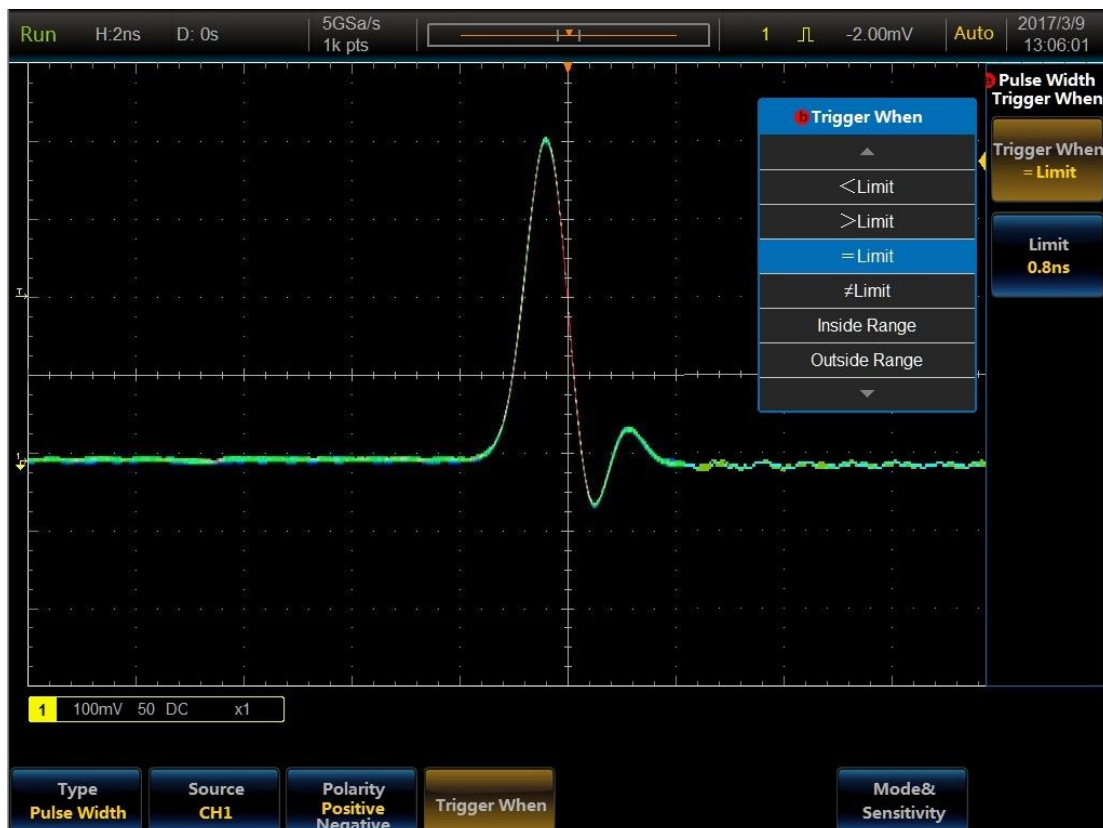 Run H:2ns D: 0s 5GSa/s 1 -2.00mV Auto 2017/3/9
1k pts 13:06:01
Pulse Width
Trigger When
b Trigger When
<Limit
>Limit
=Limit
≠Limit
Inside Range
Outside Range
Trigger When
= Limit
Limit
0.8ns
T
1
1 100mV 50 DC x1
Type
Pulse Width
Source
CH1
Polarity
Positive
Negative
Trigger When
Mode&
Sensitivity